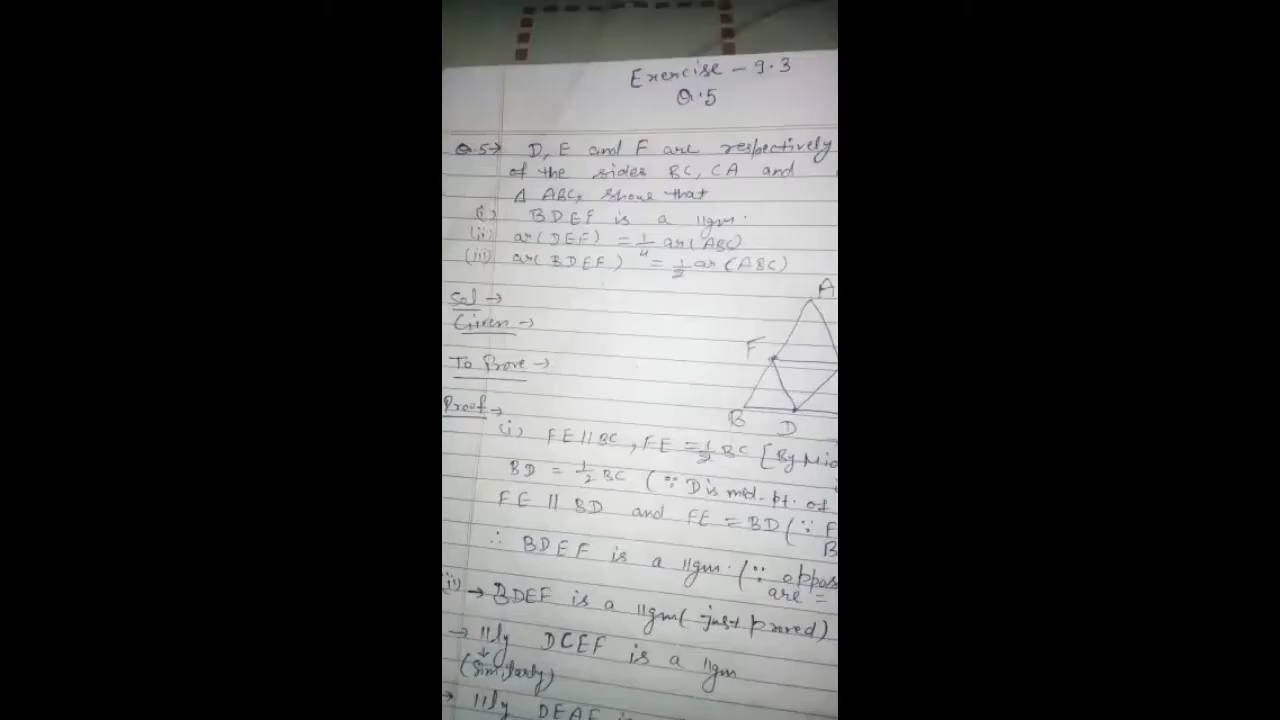 Exercise - 9.3
Q.5
Q 5→ D, E and F are respectively
of the sides BC, CA and
Δ ABC, show that
(i) BDEF is a ||gm.
(ii) ar(DEF) = 1/4 ar(ABC)
(iii) ar(BDEF) = 1/2 ar(ABC)
Sol →
Given →
To Prove →
A
F
B D
Proof →
(i) FE||BC, FE = 1/2 BC [By Mid
BD = 1/2 BC (∵ D is mid-pt. of
FE || BD and FE = BD (∵ F
B
∴ BDEF is a ||gm. (∵ oppos
are =
(ii) → BDEF is a ||gm (just proved)
→ ||ly DCEF is a ||gm
(Similarly)
→ ||ly DEAF